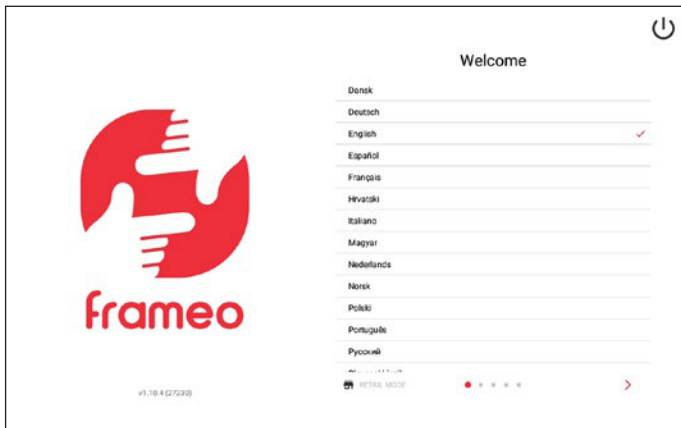 Welcome
Dansk
Deutsch
English
Español
Français
Hrvatski
Italiano
Magyar
Nederlands
Norsk
Polski
Português
Русский
RETAIL MODE
frameo
v1.10.4 (27230)